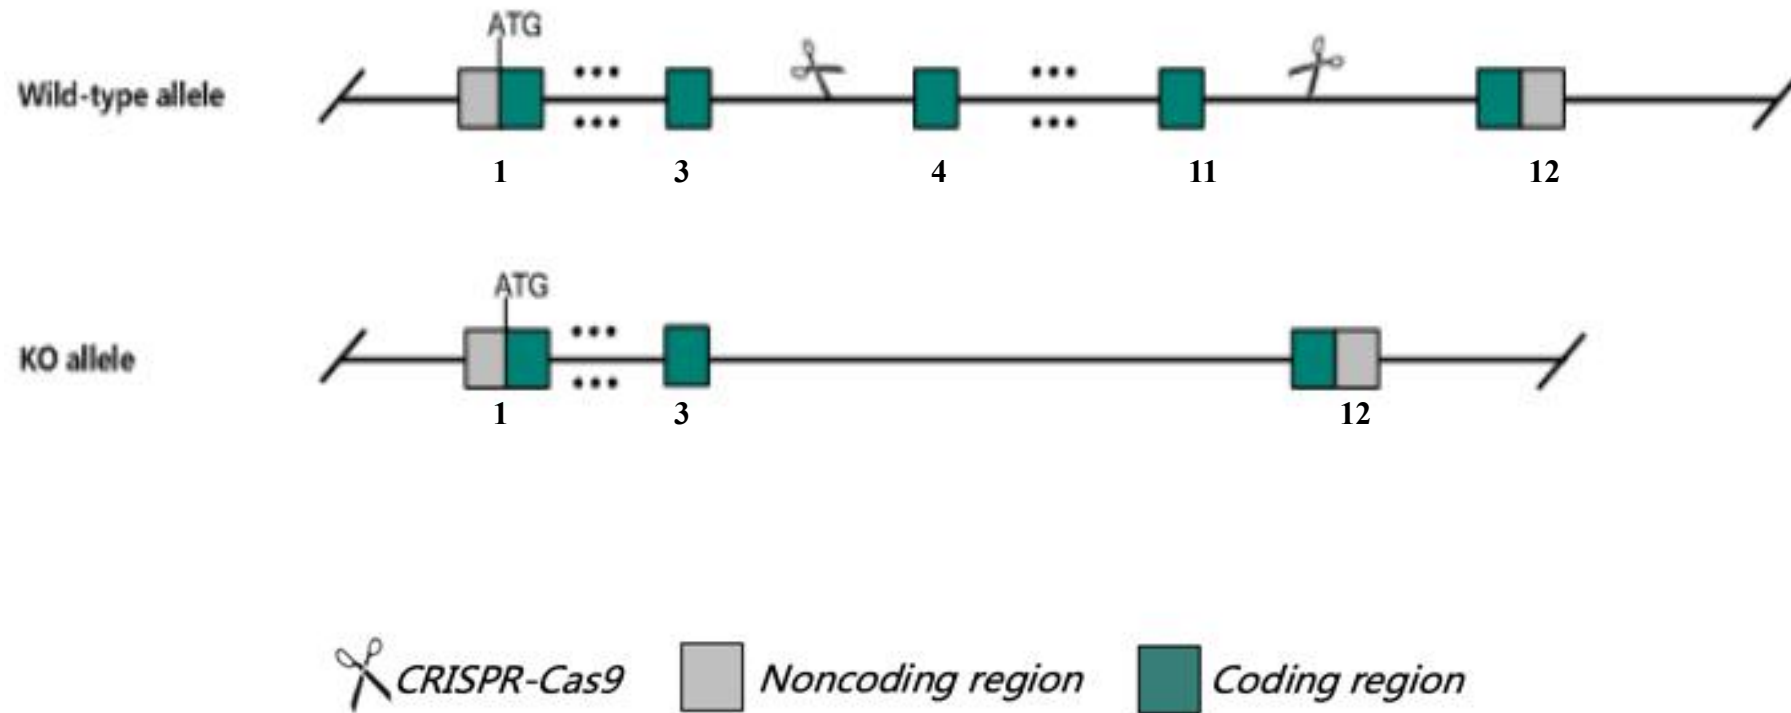 ATG
Wild-type allele
1 3 4 11 12
ATG
KO allele
1 3 12
CRISPR-Cas9 Noncoding region Coding region